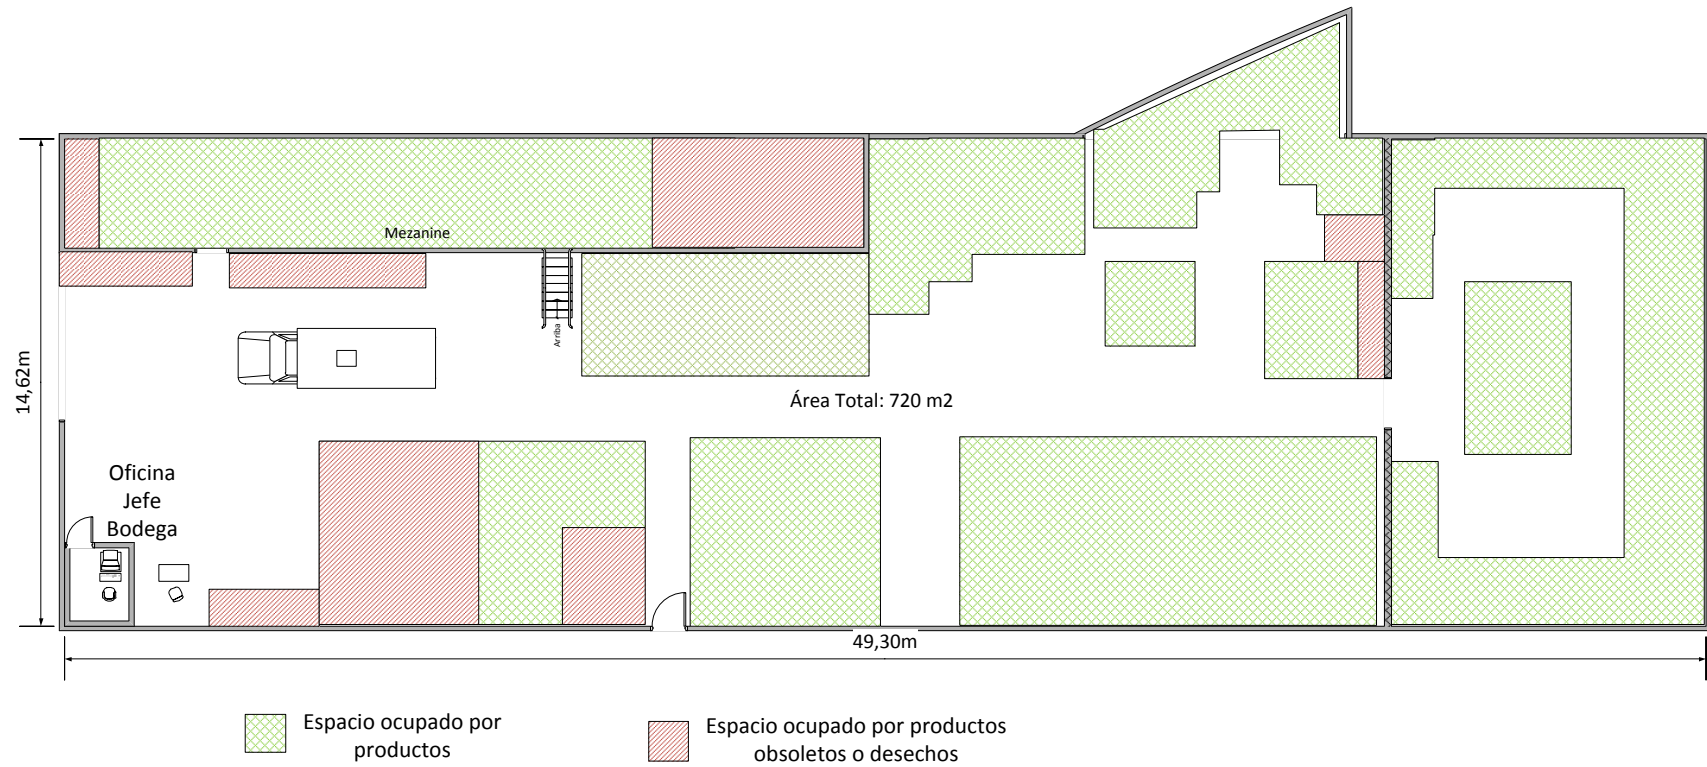 Mezanine
Arriba
14,62m
Área Total: 720 m2
Oficina
Jefe
Bodega
49,30m
Espacio ocupado por
productos
Espacio ocupado por productos
obsoletos o desechos